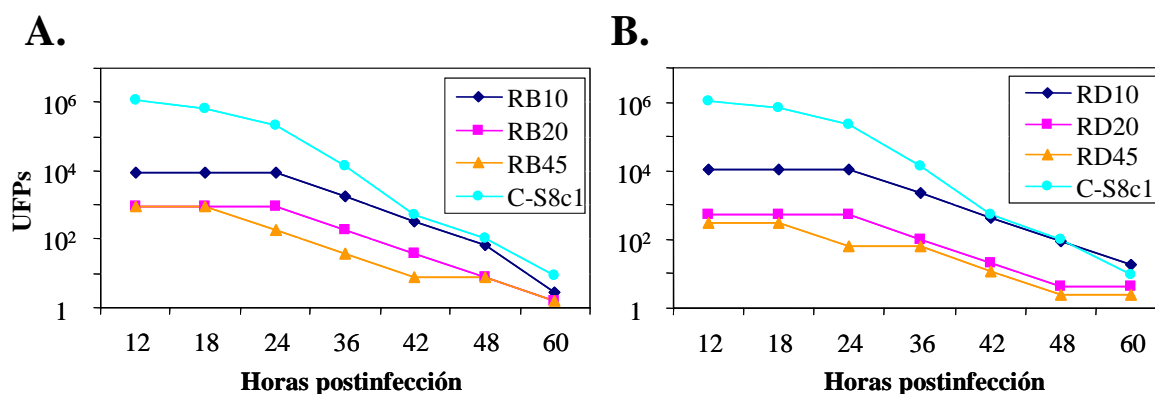 A.
UFPs
10⁶
10⁴
10²
1
12 18 24 36 42 48 60
Horas postinfección
RB10
RB20
RB45
C-S8c1
B.
10⁶
10⁴
10²
1
12 18 24 36 42 48 60
Horas postinfección
RD10
RD20
RD45
C-S8c1